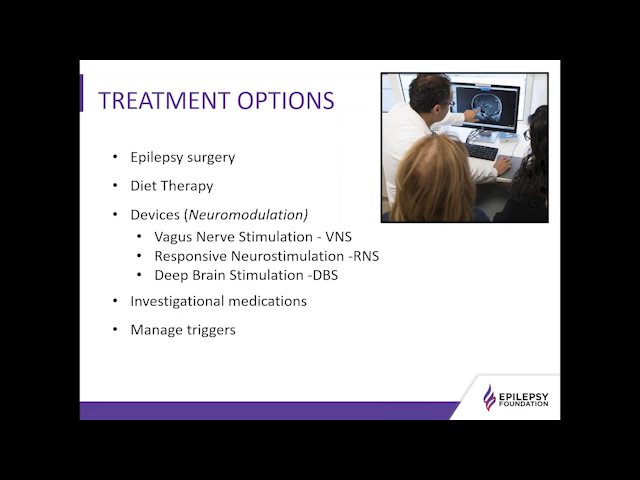 TREATMENT OPTIONS
• Epilepsy surgery
• Diet Therapy
• Devices (Neuromodulation)
• Vagus Nerve Stimulation - VNS
• Responsive Neurostimulation -RNS
• Deep Brain Stimulation -DBS
• Investigational medications
• Manage triggers
EPILEPSY
FOUNDATION